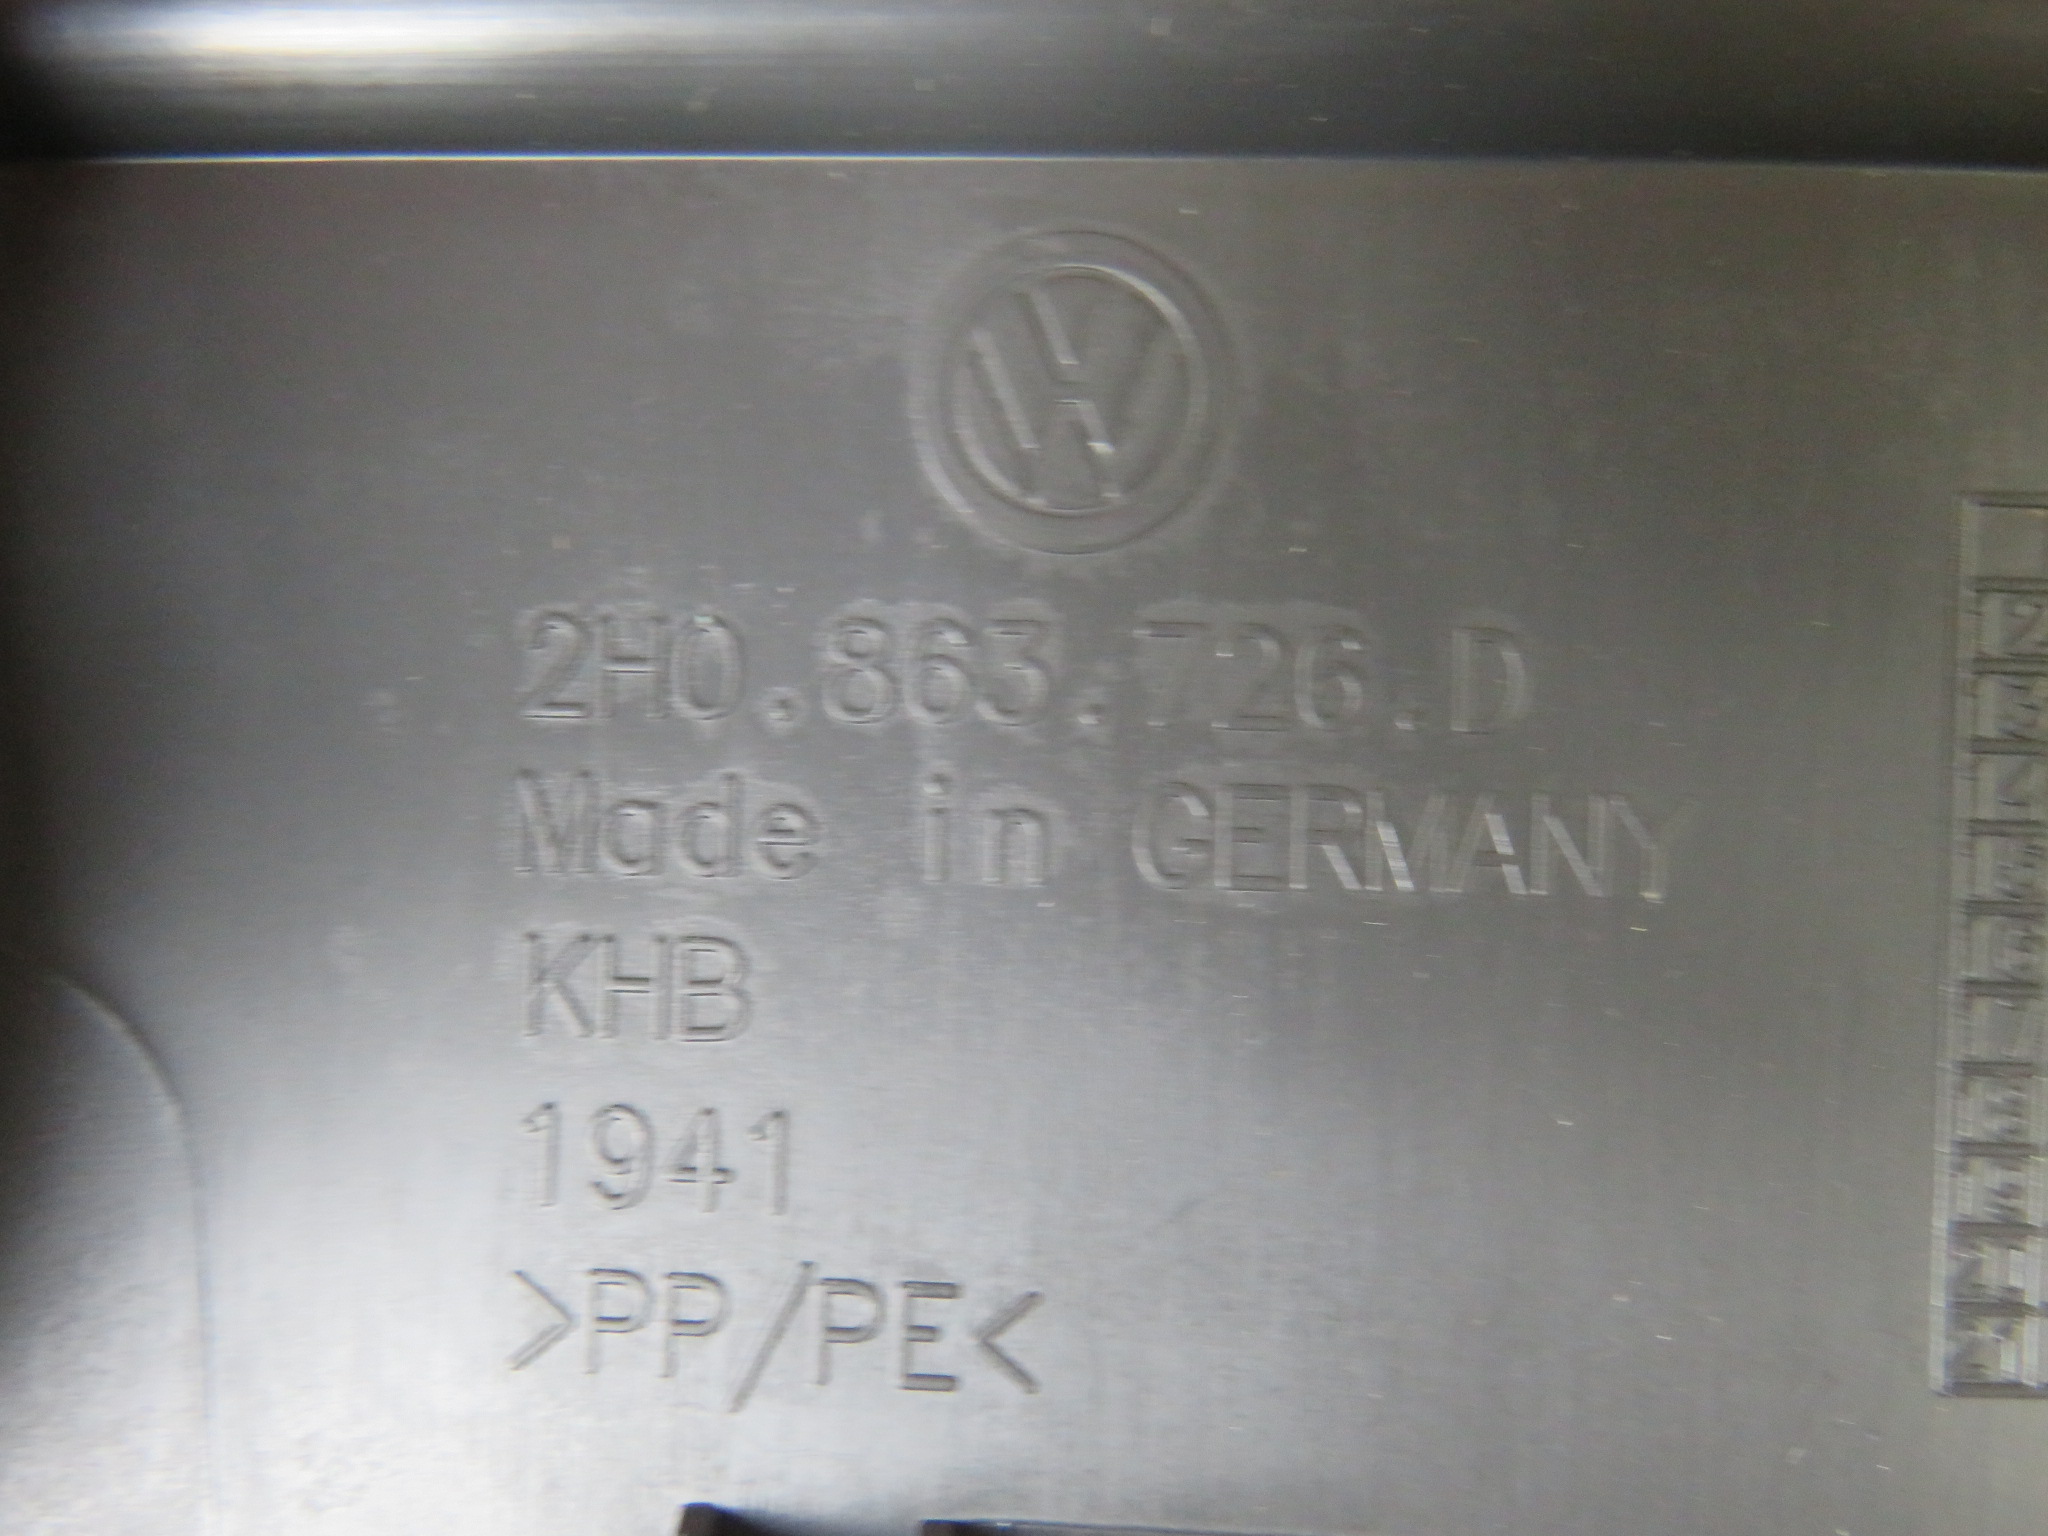 2H0.863.726.D
Made in GERMANY
KHB
1941
>PP/PE<